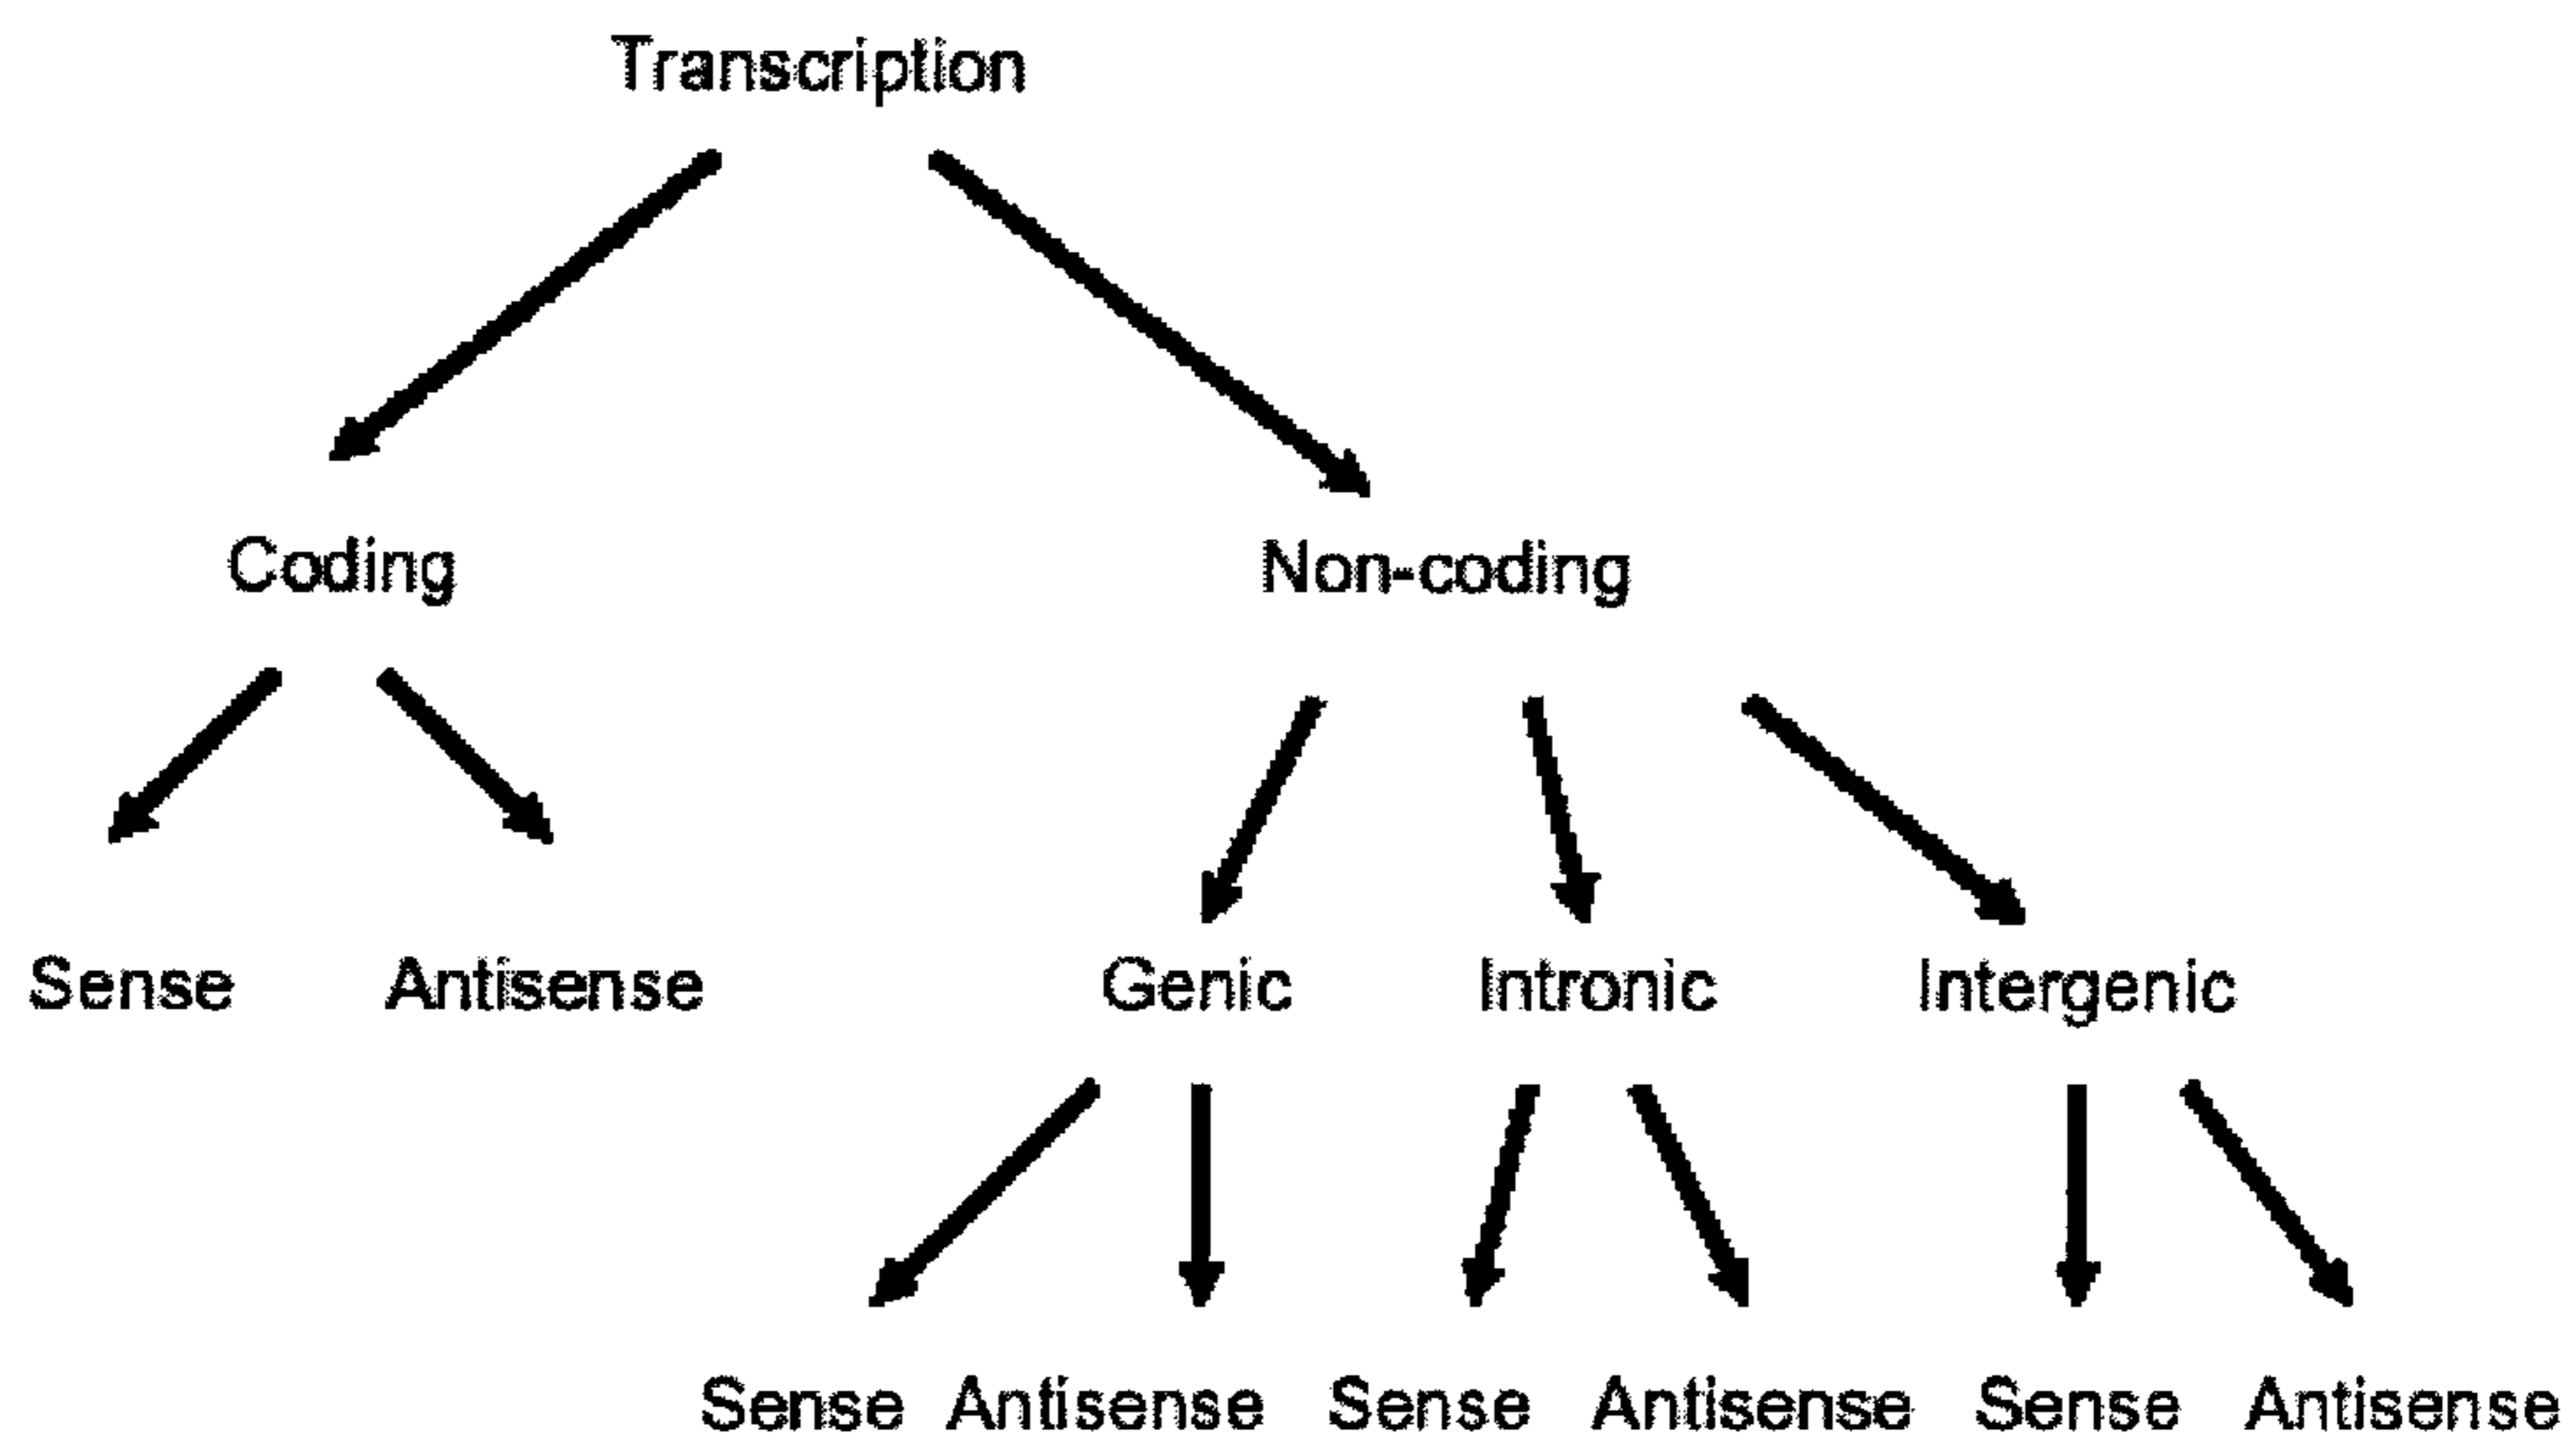 Transcription
Coding Non-coding
Sense Antisense Genic Intronic Intergenic
Sense Antisense Sense Antisense Sense Antisense